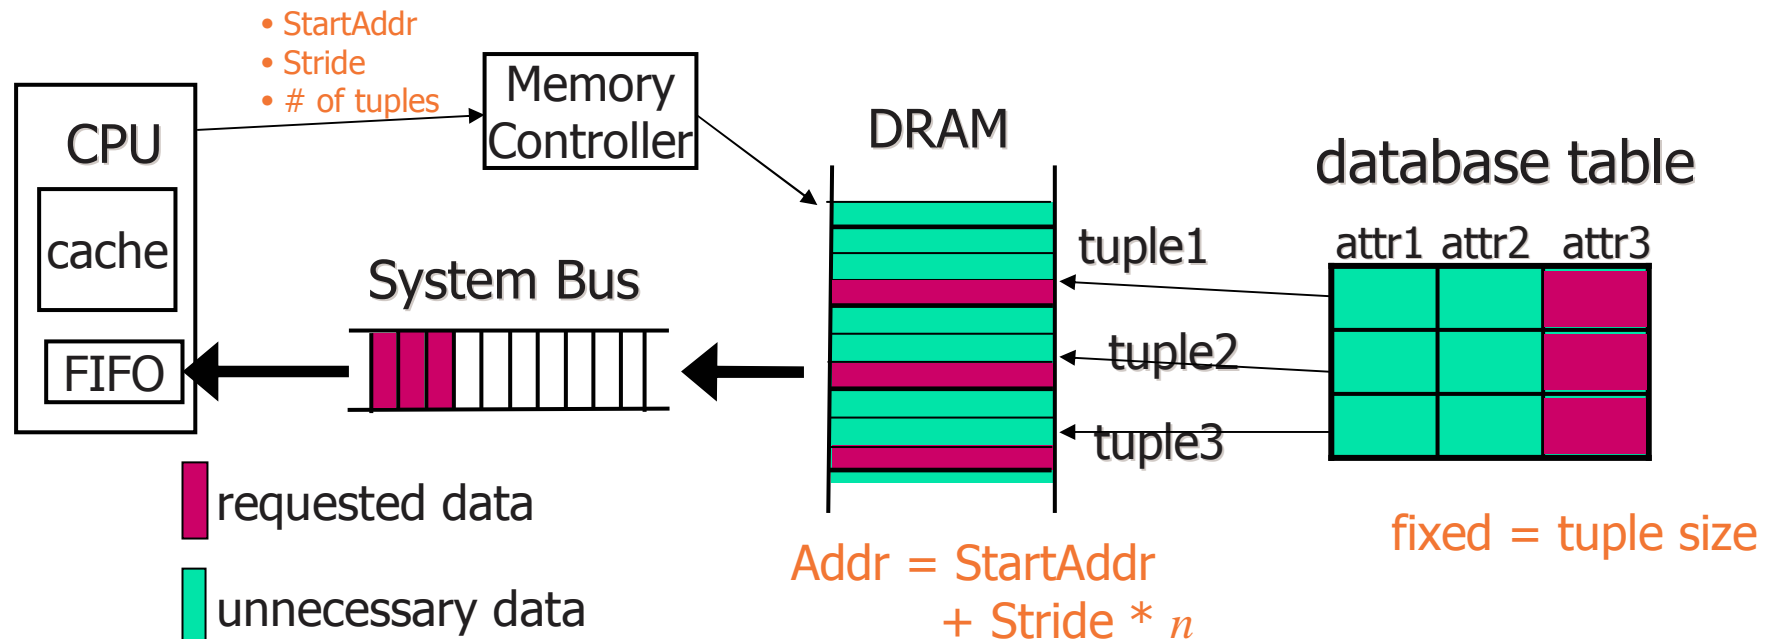 • StartAddr
• Stride
• # of tuples
Memory
Controller
CPU
cache
FIFO
System Bus
DRAM
database table
attr1 attr2 attr3
tuple1
tuple2
tuple3
requested data
unnecessary data
Addr = StartAddr
+ Stride * n
fixed = tuple size